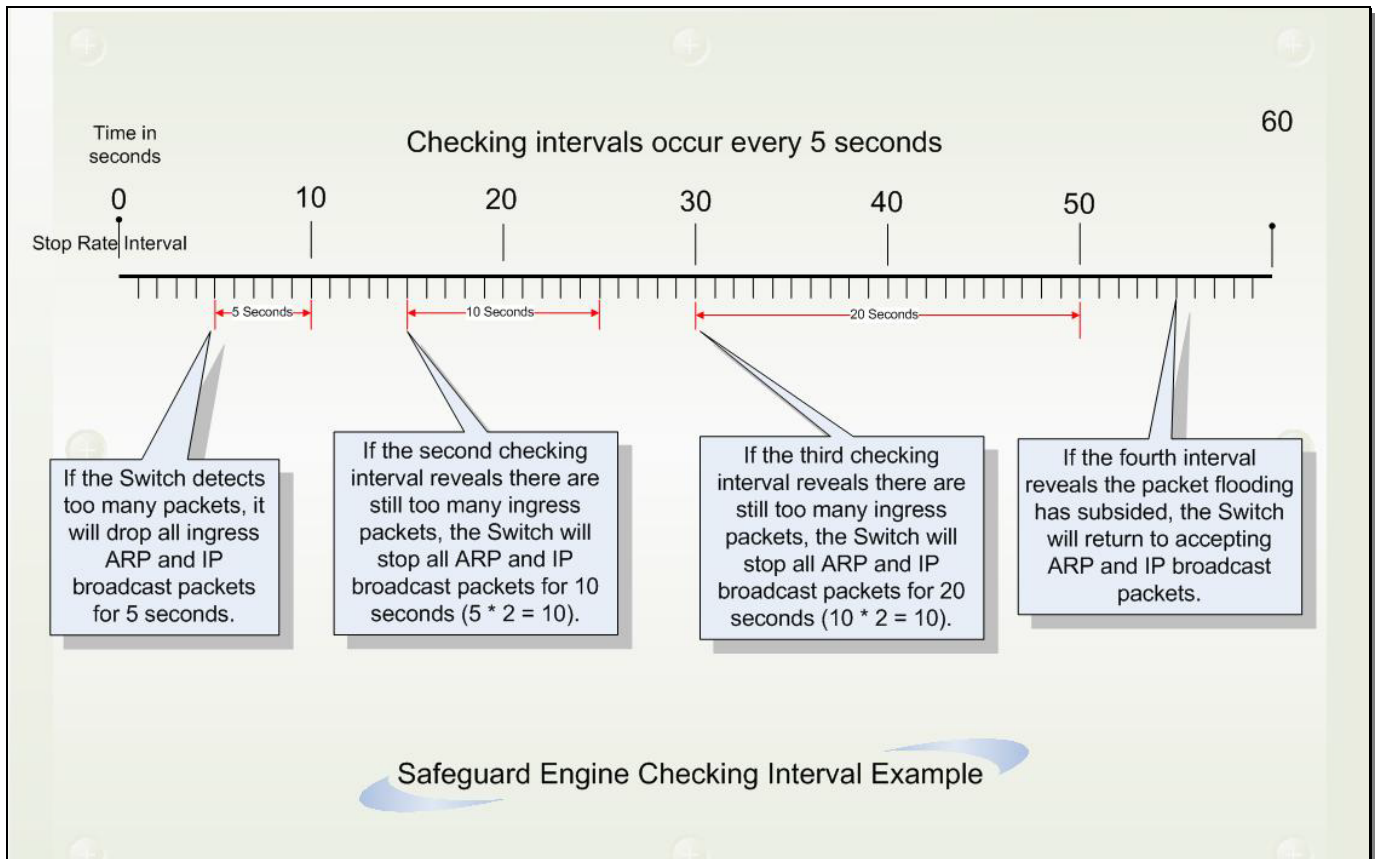 Time in
seconds
Checking intervals occur every 5 seconds
60
0
10
20
30
40
50
Stop Rate Interval
5 Seconds
10 Seconds
20 Seconds
If the Switch detects
too many packets, it
will drop all ingress
ARP and IP
broadcast packets
for 5 seconds.
If the second checking
interval reveals there are
still too many ingress
packets, the Switch will
stop all ARP and IP
broadcast packets for 10
seconds (5 * 2 = 10).
If the third checking
interval reveals there are
still too many ingress
packets, the Switch will
stop all ARP and IP
broadcast packets for 20
seconds (10 * 2 = 10).
If the fourth interval
reveals the packet flooding
has subsided, the Switch
will return to accepting
ARP and IP broadcast
packets.
Safeguard Engine Checking Interval Example